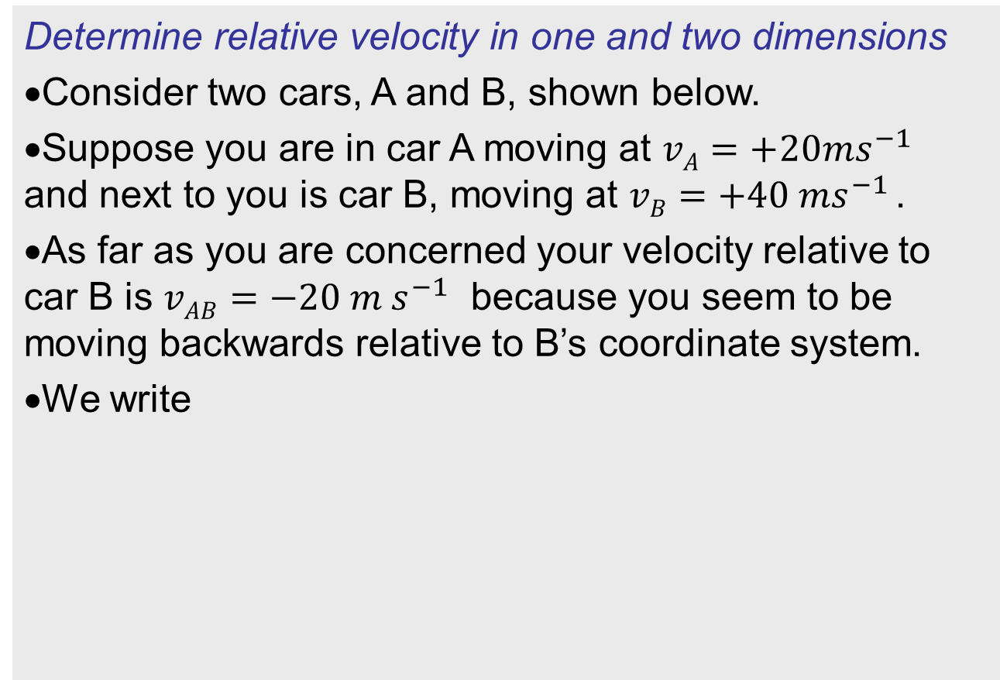 Determine relative velocity in one and two dimensions
•Consider two cars, A and B, shown below.
•Suppose you are in car A moving at v_A = +20ms⁻¹
and next to you is car B, moving at v_B = +40 ms⁻¹ .
•As far as you are concerned your velocity relative to
car B is v_AB = −20 m s⁻¹ because you seem to be
moving backwards relative to B’s coordinate system.
•We write